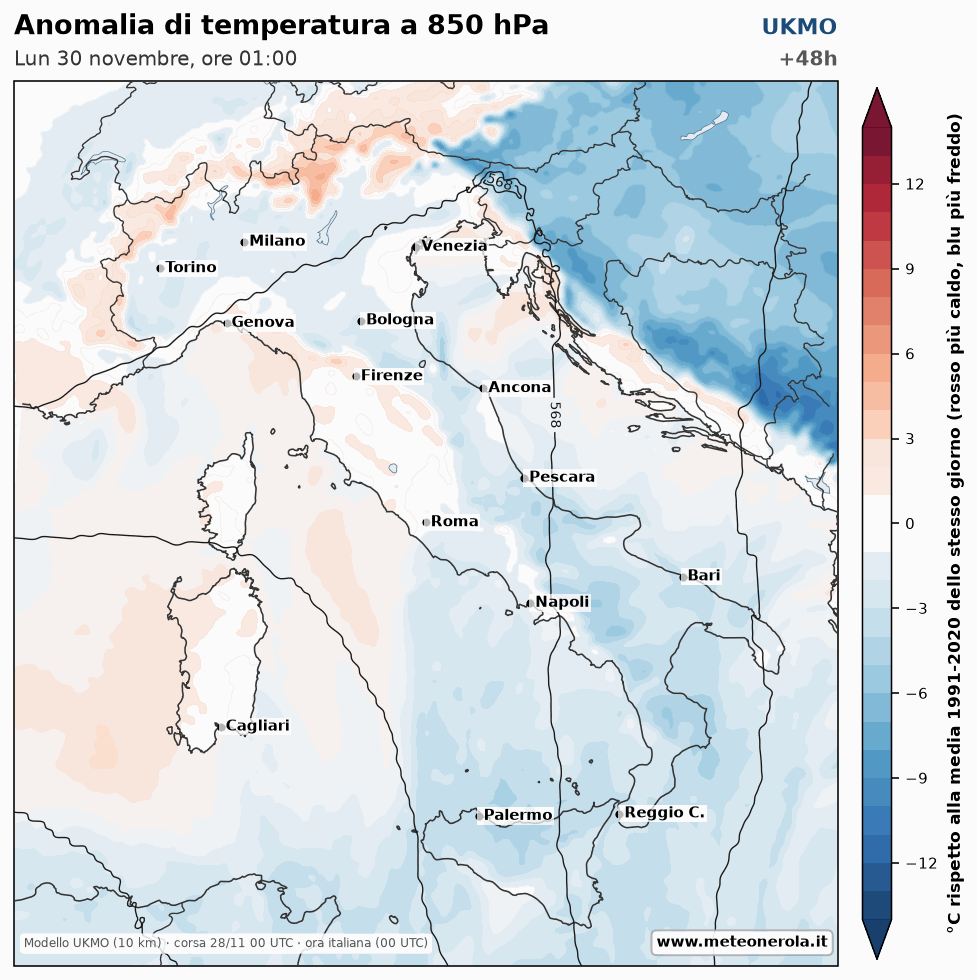 Anomalia di temperatura a 850 hPa
UKMO
Lun 30 novembre, ore 01:00
+48h
568
Milano
Venezia
Torino
Genova
Bologna
Firenze
Ancona
568
Pescara
Roma
Bari
Napoli
Cagliari
Palermo
Reggio C.
12
9
6
3
0
−3
−6
−9
−12
°C rispetto alla media 1991-2020 dello stesso giorno (rosso più caldo, blu più freddo)
Modello UKMO (10 km) · corsa 28/11 00 UTC · ora italiana (00 UTC)
www.meteonerola.it